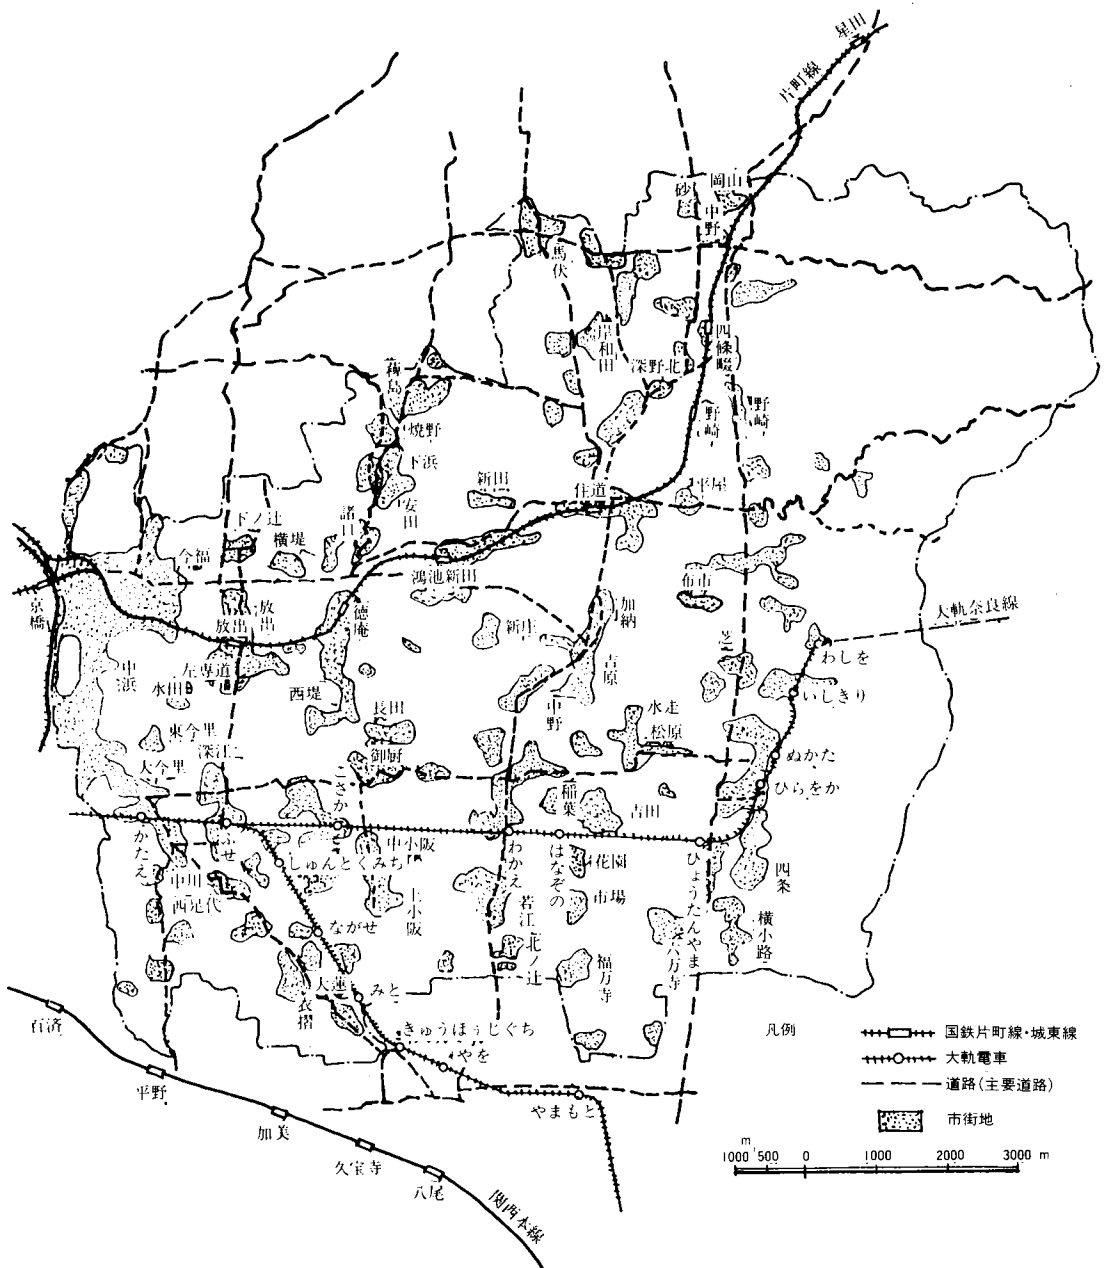 星田
片町線
砂
岡山
中野
馬伏
岸和田
四條畷
深野北
野崎
野崎
焼野
下浜
安田
諸口
新田
住道
平屋
下ノ辻
横堤
今福
鴻池新田
布市
京橋
放出
放出
徳庵
加納
新庄
吉原
芝
大軌奈良線
わしを
いしきり
中浜
左専道
水田
西堤
中野
水走
松原
長田
御厨
東今里
深江
大今里
こさか
稲葉
吉田
ぬかた
ひらをか
かたえ
ふせ
中小阪
わかえ
はなぞの
しゅんとくみち
花園
市場
ひょうたんやま
四条
中川
西足代
上小阪
若江
横小路
ながせ
北ノ辻
福万寺
六万寺
大蓮
みと
衣摺
きゅうほうじぐち
やを
やまもと
百済
平野
加美
久宝寺
八尾
関西本線
凡例
国鉄片町線・城東線
大軌電車
道路(主要道路)
市街地
m
1000 500 0 1000 2000 3000 m